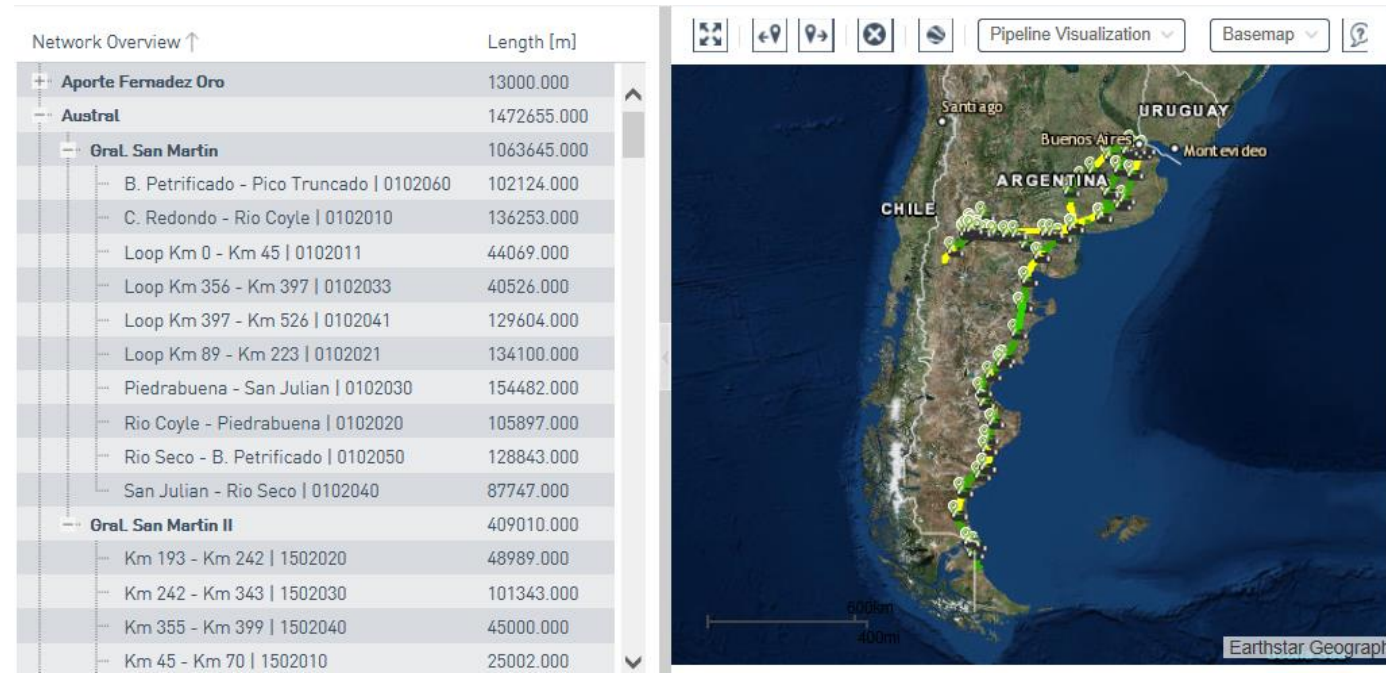 Network Overview ↑ Length [m]
Aporte Fernadez Oro 13000.000
Austral 1472655.000
Gral. San Martin 1063645.000
B. Petrificado - Pico Truncado | 0102060 102124.000
C. Redondo - Rio Coyle | 0102010 136253.000
Loop Km 0 - Km 45 | 0102011 44069.000
Loop Km 356 - Km 397 | 0102033 40526.000
Loop Km 397 - Km 526 | 0102041 129604.000
Loop Km 89 - Km 223 | 0102021 134100.000
Piedrabuena - San Julian | 0102030 154482.000
Rio Coyle - Piedrabuena | 0102020 105897.000
Rio Seco - B. Petrificado | 0102050 128843.000
San Julian - Rio Seco | 0102040 87747.000
Gral. San Martin II 409010.000
Km 193 - Km 242 | 1502020 48989.000
Km 242 - Km 343 | 1502030 101343.000
Km 355 - Km 399 | 1502040 45000.000
Km 45 - Km 70 | 1502010 25002.000
Pipeline Visualization Basemap ?
Santiago
URUGUAY
Buenos Aires
Montevideo
ARGENTINA
CHILE
600km
400mi
Earthstar Geograph